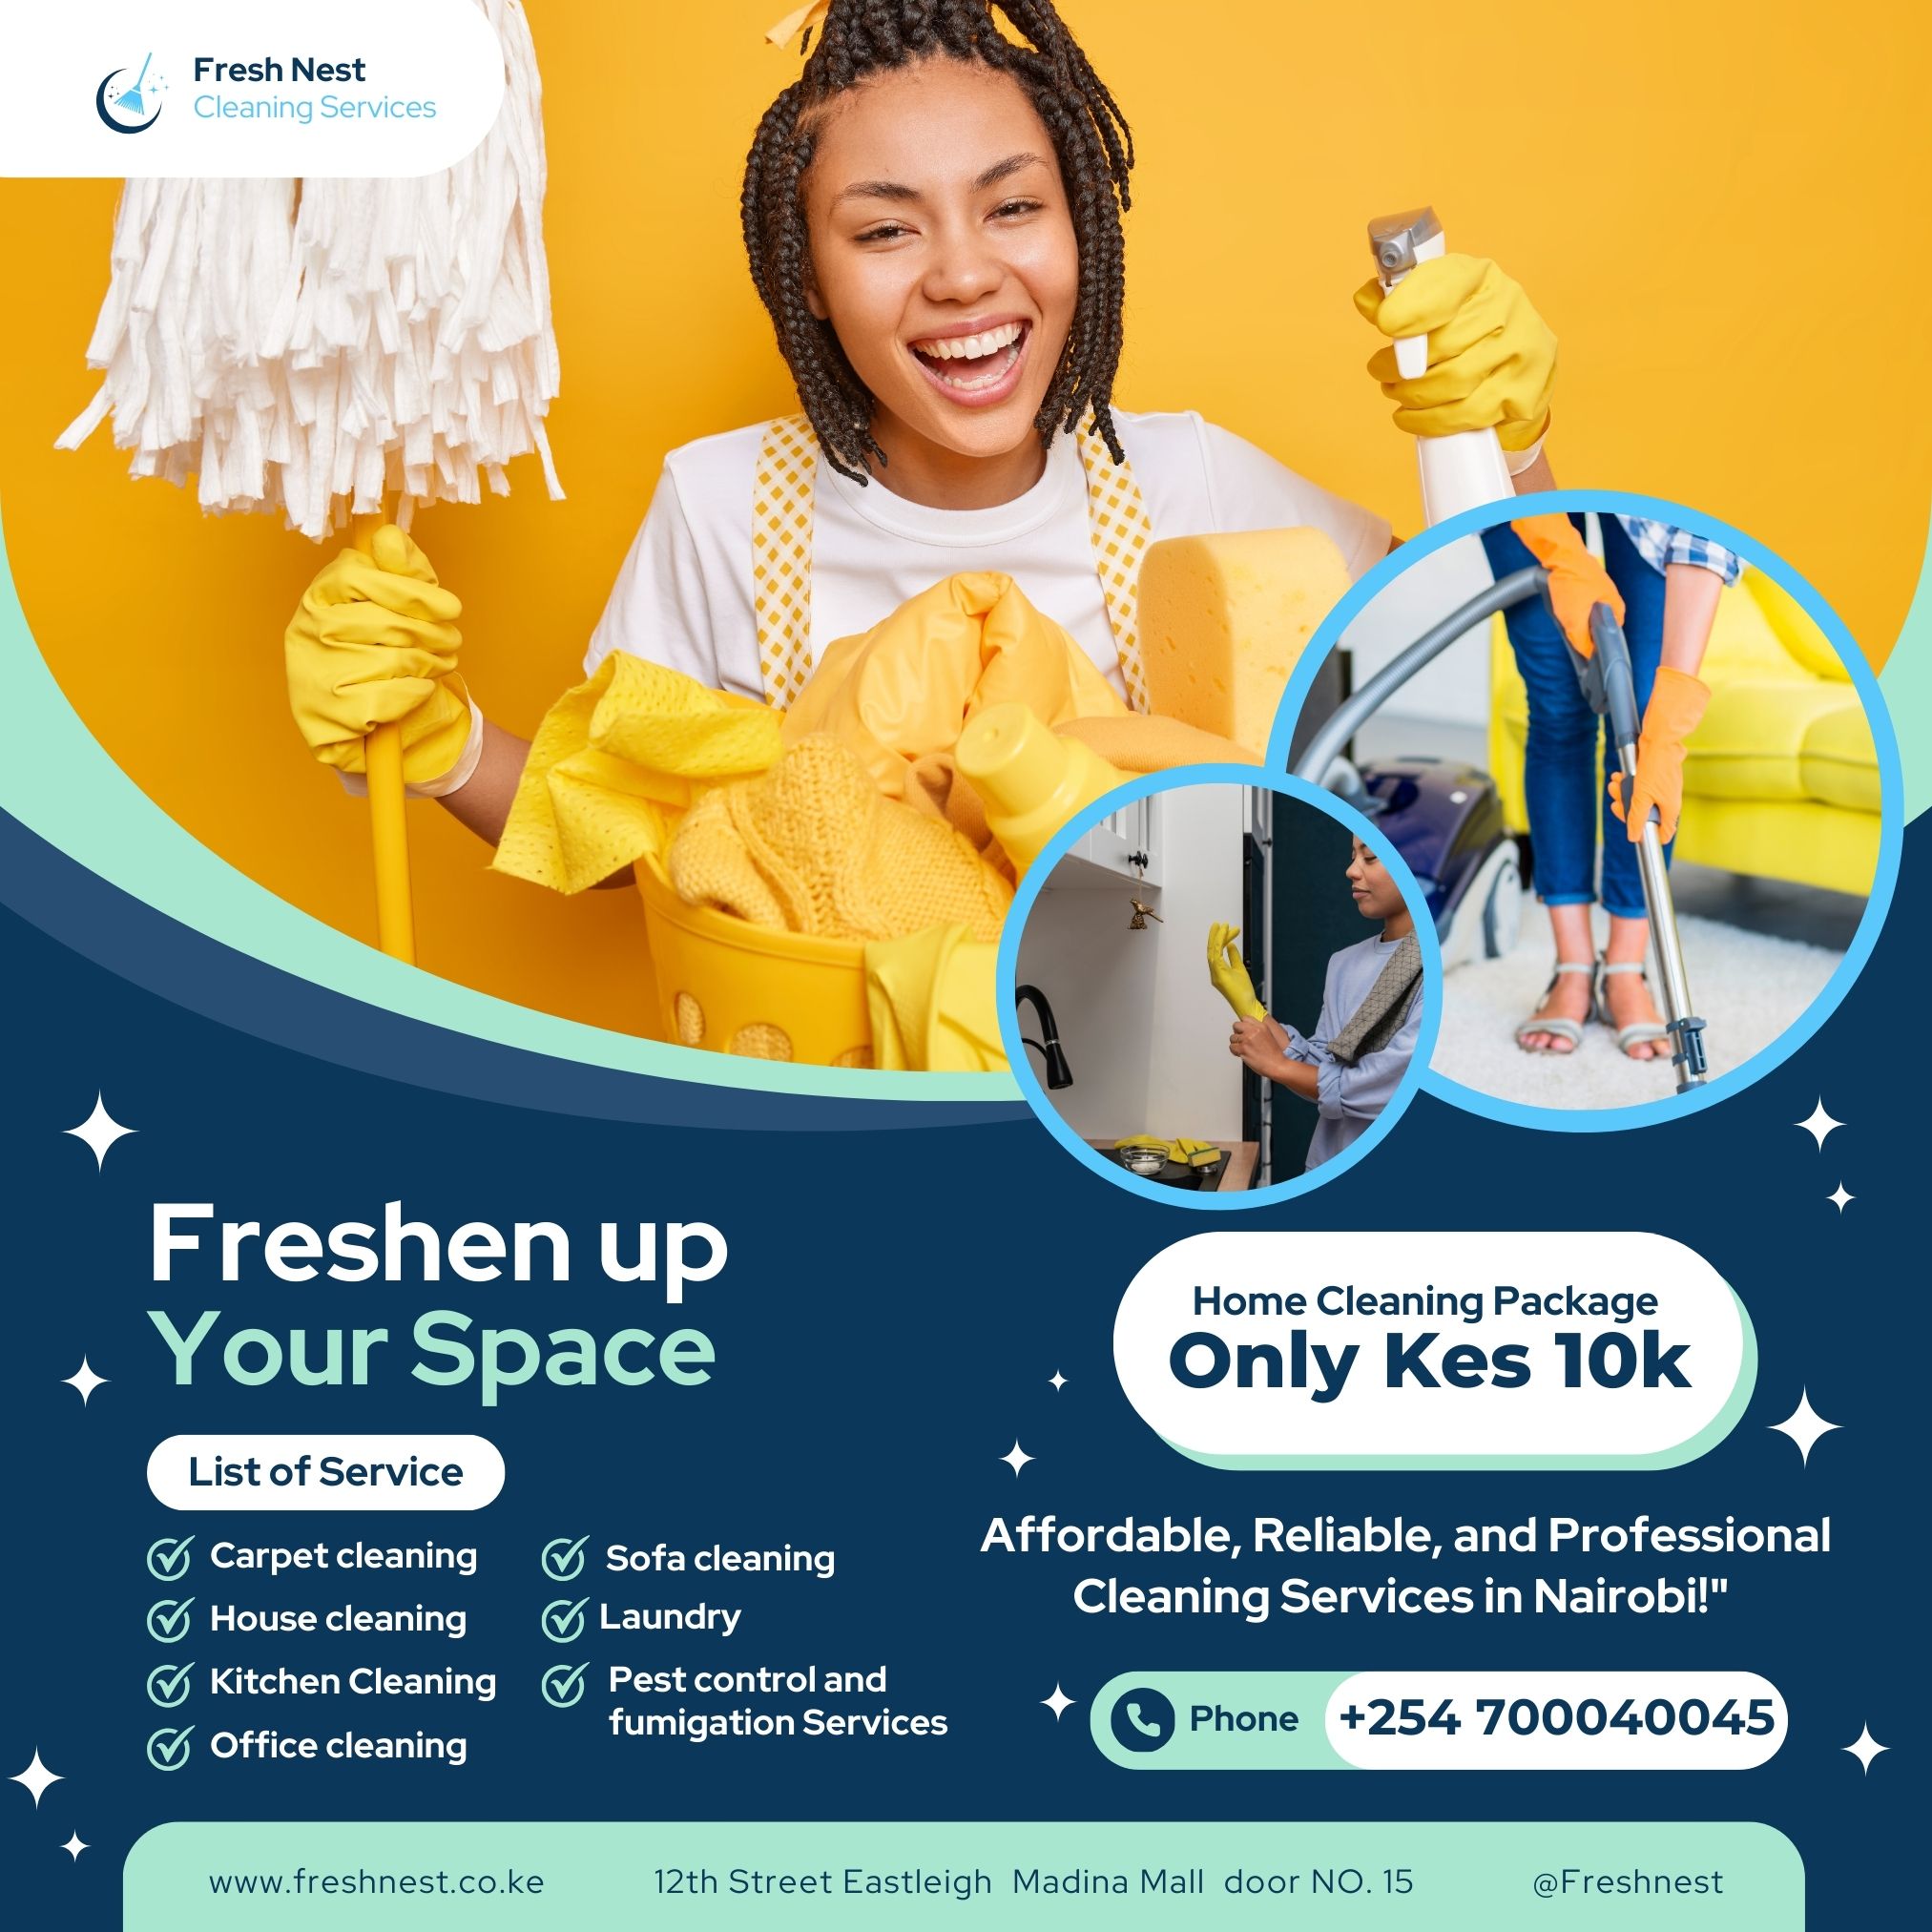 Fresh Nest
Cleaning Services
Freshen up
Your Space
List of Service
Carpet cleaning
House cleaning
Kitchen Cleaning
Office cleaning
Sofa cleaning
Laundry
Pest control and
fumigation Services
Home Cleaning Package
Only Kes 10k
Affordable, Reliable, and Professional
Cleaning Services in Nairobi!"
Phone +254 700040045
www.freshnest.co.ke 12th Street Eastleigh Madina Mall door NO. 15 @Freshnest